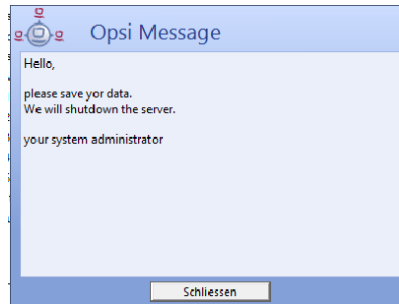 Opsi Message
Hello,
please save yor data.
We will shutdown the server.
your system administrator
Schliessen